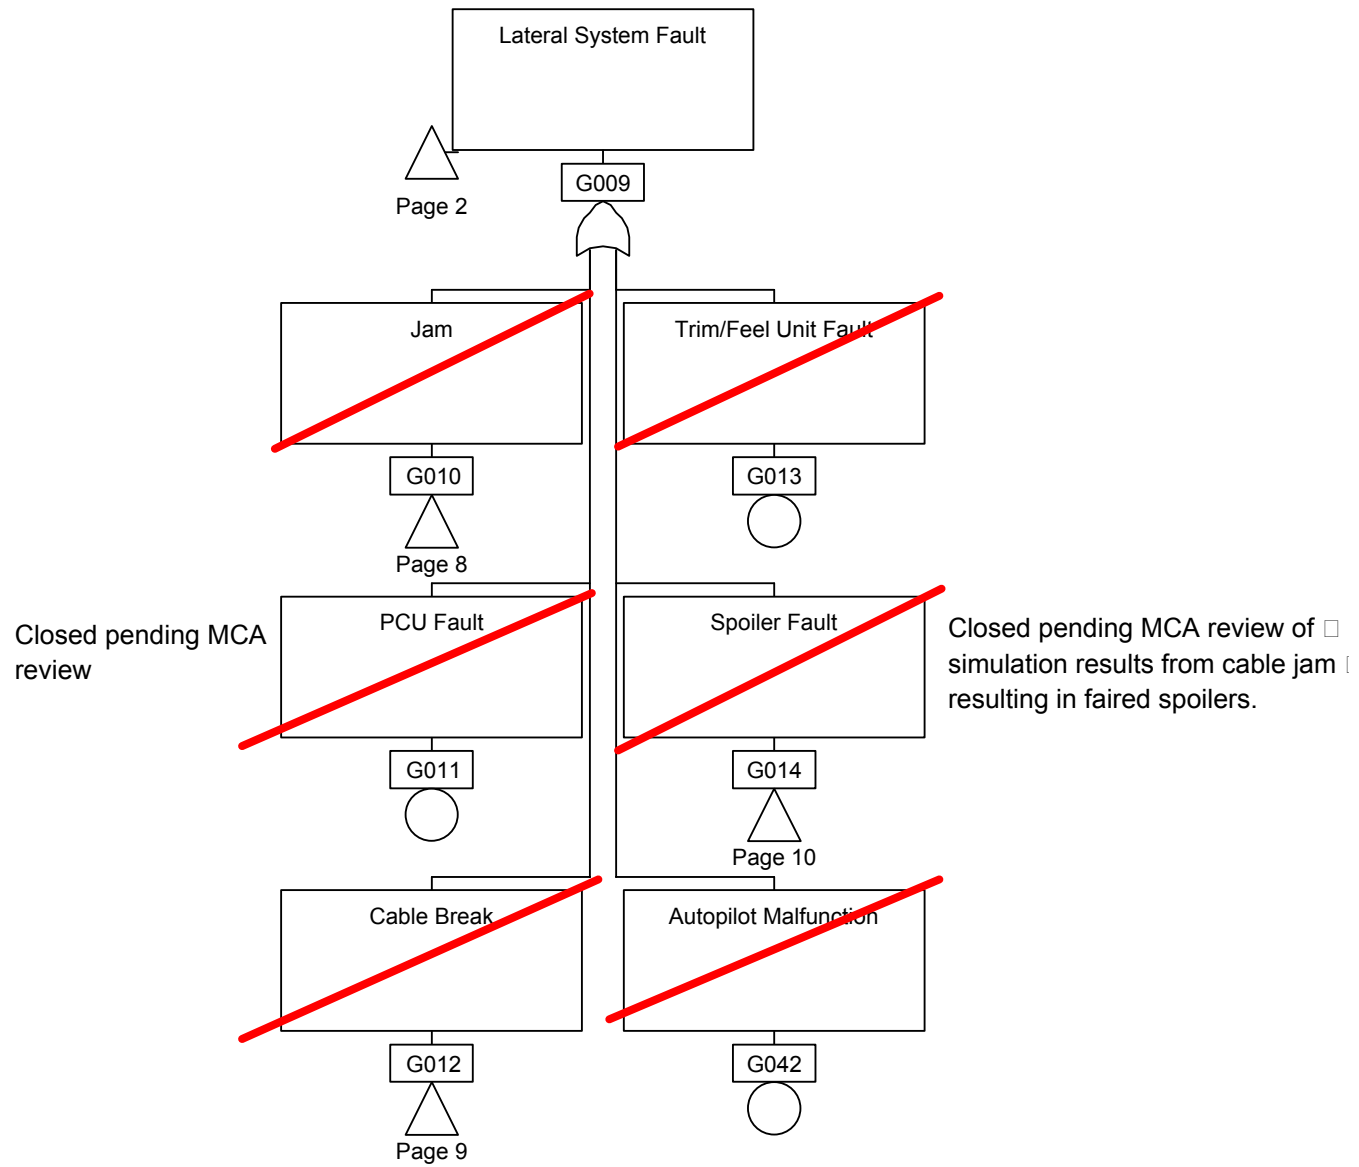 Lateral System Fault
G009
Page 2
Jam
Trim/Feel Unit Fault
G010
G013
Page 8
Closed pending MCA
review
PCU Fault
Spoiler Fault
Closed pending MCA review of □
simulation results from cable jam □
resulting in faired spoilers.
G011
G014
Page 10
Cable Break
Autopilot Malfunction
G012
G042
Page 9